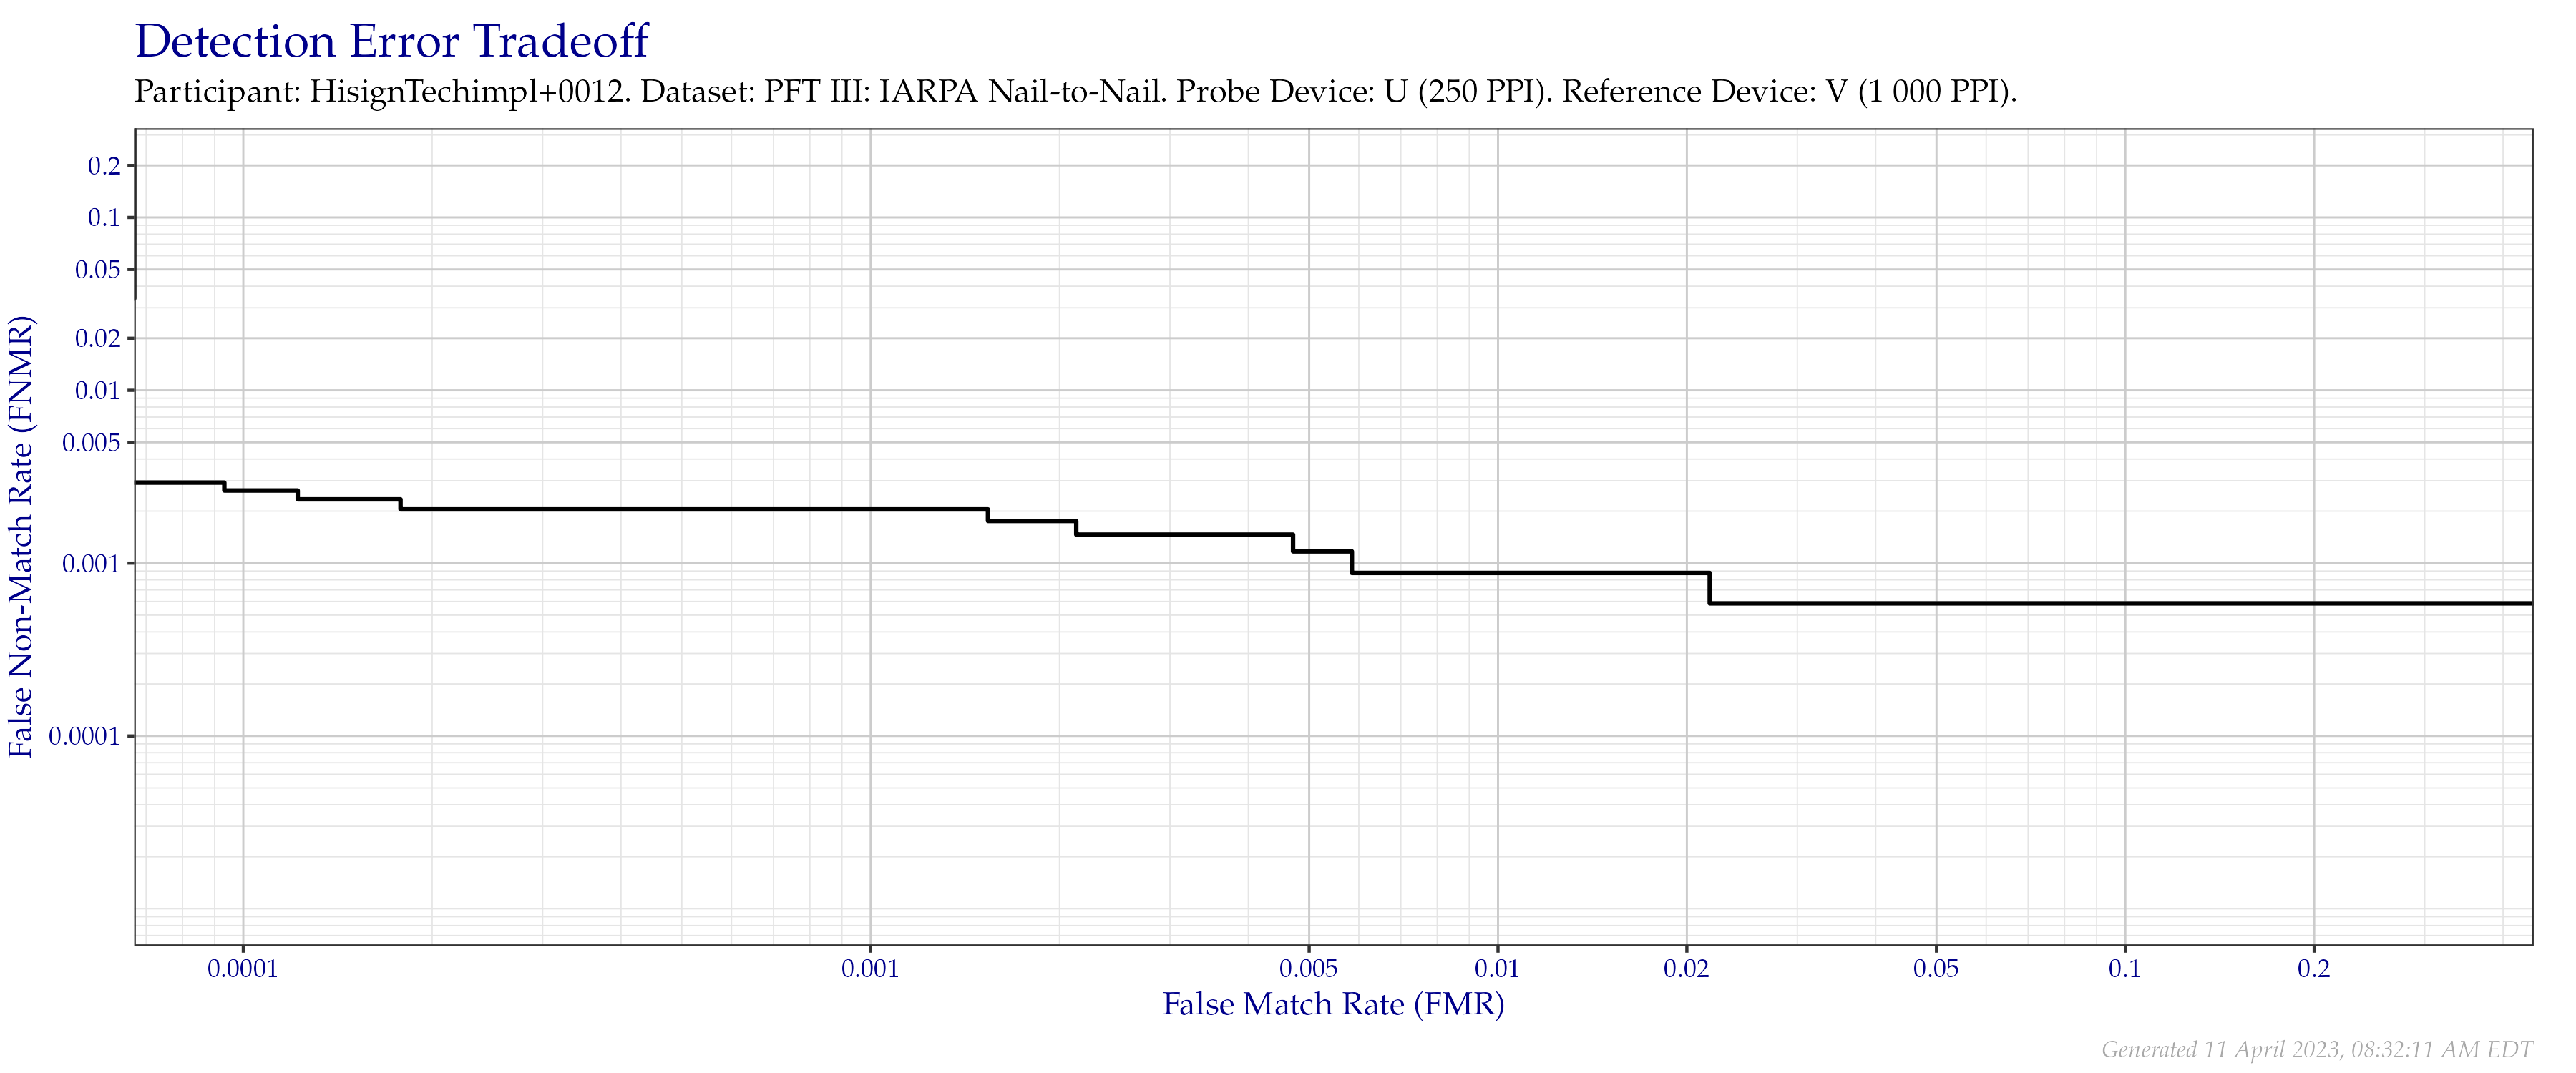 Detection Error Tradeoff
Participant: HisignTechimpl+0012. Dataset: PFT III: IARPA Nail-to-Nail. Probe Device: U (250 PPI). Reference Device: V (1 000 PPI).
False Non-Match Rate (FNMR)
0.2
0.1
0.05
0.02
0.01
0.005
0.001
0.0001
0.0001 0.001 0.005 0.01 0.02 0.05 0.1 0.2
False Match Rate (FMR)
Generated 11 April 2023, 08:32:11 AM EDT